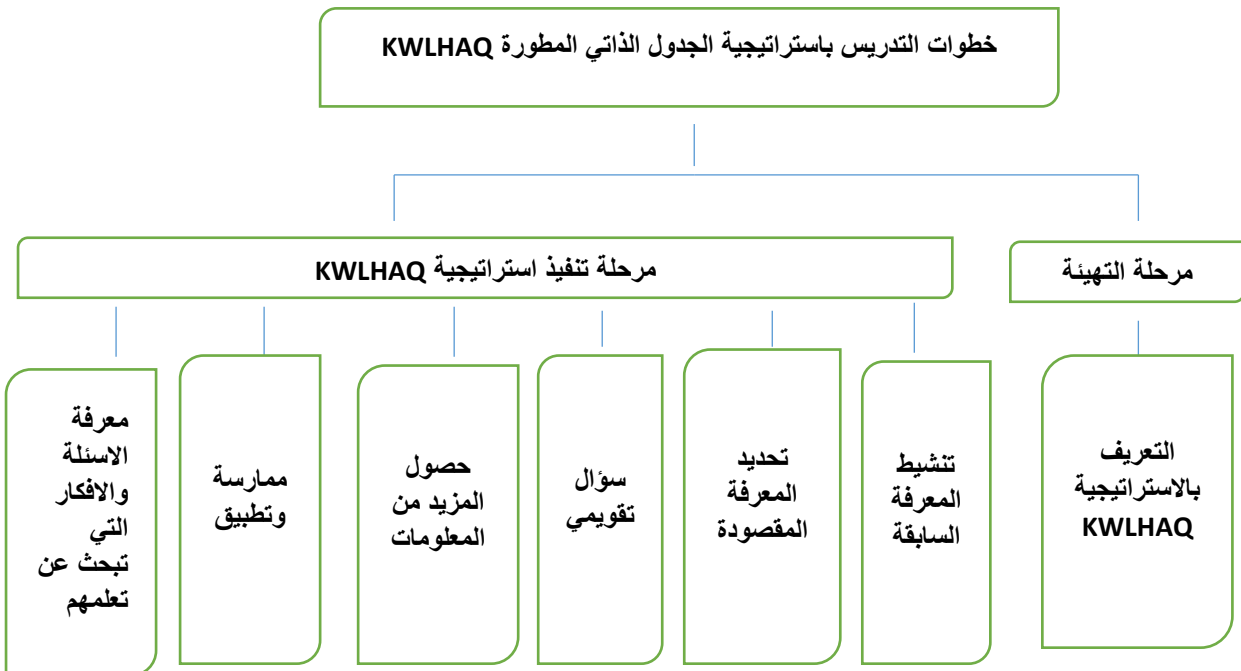 خطوات التدريس باستراتيجية الجدول الذاتي المطورة KWLHAQ
مرحلة التهيئة
مرحلة تنفيذ استراتيجية KWLHAQ
التعريف
بالاستراتيجية
KWLHAQ
تنشيط
المعرفة
السابقة
تحديد
المعرفة
المقصودة
سؤال
تقويمي
حصول
المزيد من
المعلومات
ممارسة
وتطبيق
معرفة
الاسئلة
والافكار
التي
تبحث عن
تعلمهم